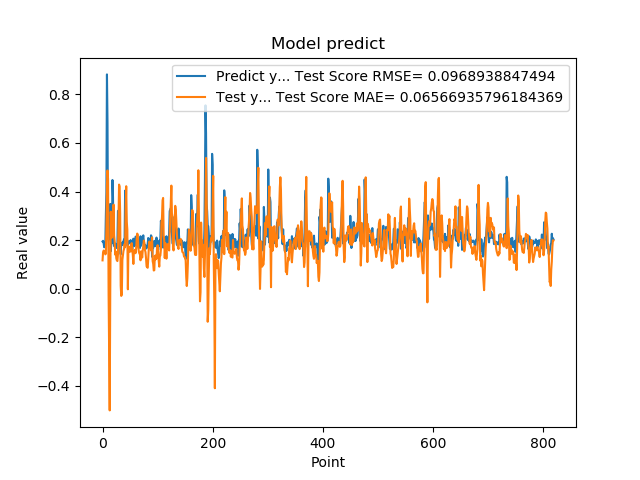 Model predict
Predict y... Test Score RMSE= 0.0968938847494
Test y... Test Score MAE= 0.06566935796184369
Real value
0.8
0.6
0.4
0.2
0.0
−0.2
−0.4
0 200 400 600 800
Point